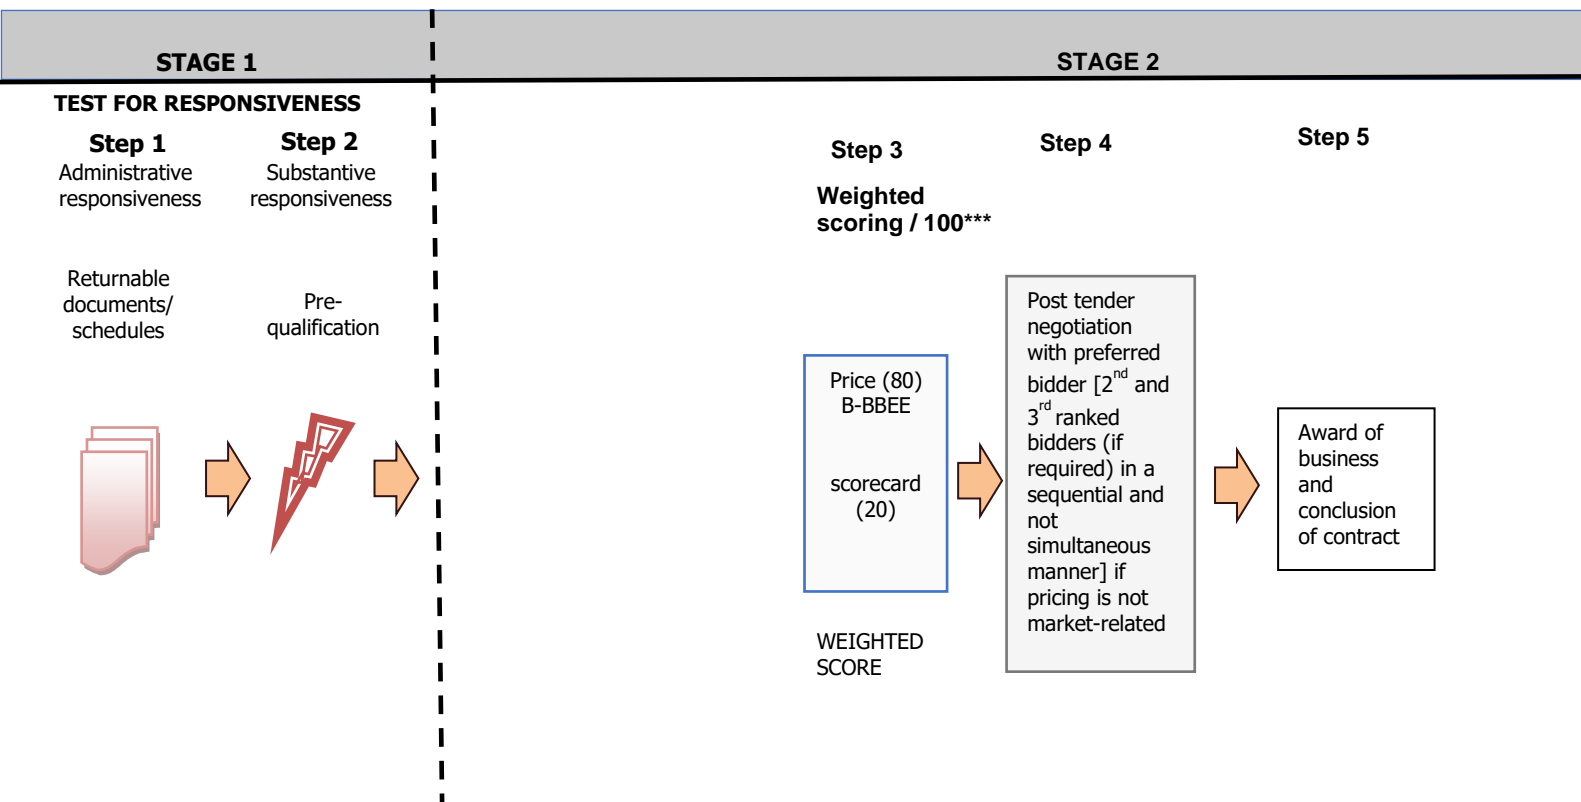 STAGE 1
STAGE 2
TEST FOR RESPONSIVENESS
Step 1
Administrative
responsiveness
Returnable
documents/
schedules
Step 2
Substantive
responsiveness
Pre-
qualification
Step 3
Weighted
scoring / 100***
Price (80)
B-BBEE
scorecard
(20)
WEIGHTED
SCORE
Step 4
Post tender
negotiation
with preferred
bidder [2nd and
3rd ranked
bidders (if
required) in a
sequential and
not
simultaneous
manner] if
pricing is not
market-related
Step 5
Award of
business
and
conclusion
of contract